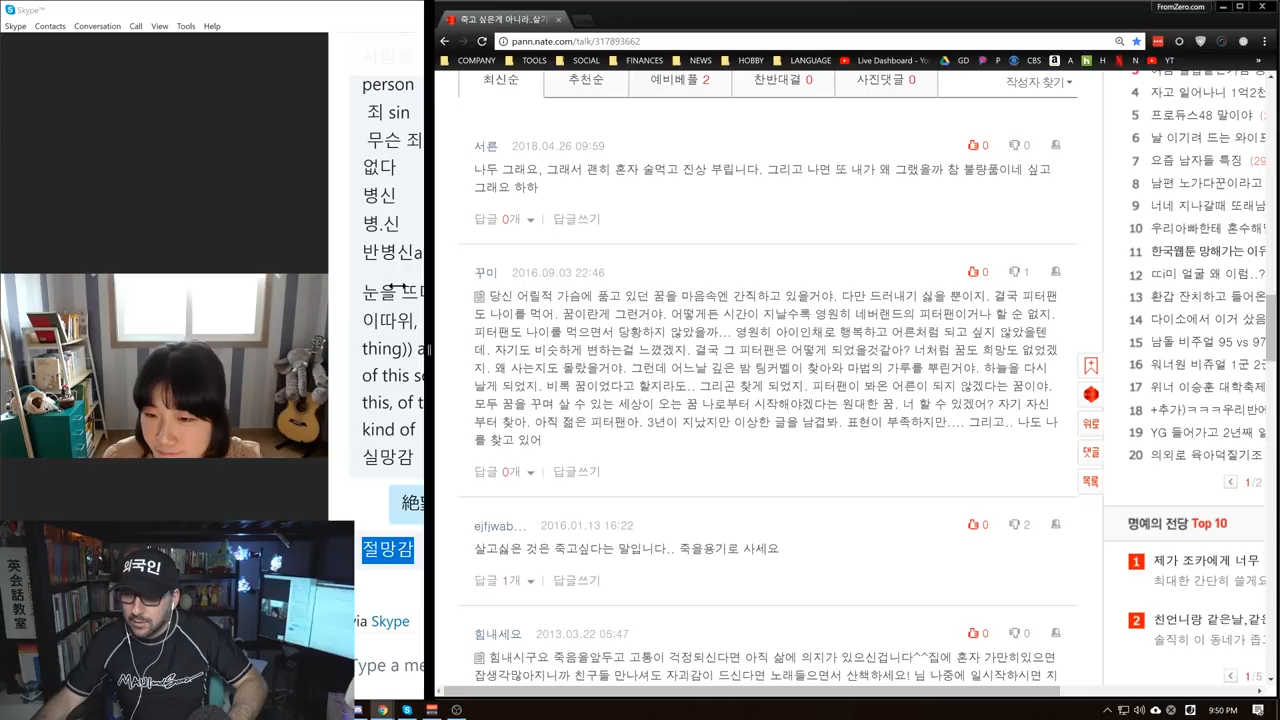 Skype™
Skype Contacts Conversation Call View Tools Help
사람을
person
죄 sin
무슨 죄
없다
병신
병.신
반병신a
눈을
이따위,
thing)) a
of this so
this, of t
kind of
실망감
절망감
via Skype
Type a me
英会話教室
외국인
FromZero.com
죽고 싶은게 아니라..살기
pann.nate.com/talk/317893662
COMPANY TOOLS SOCIAL FINANCES NEWS HOBBY LANGUAGE Live Dashboard - You GD P CBS A h H N YT
최신순 추천순 예비베플 2 찬반대결 0 사진댓글 0 작성자 찾기
서른 2018.04.26 09:59 0 0
나두 그래요, 그래서 괜히 혼자 술먹고 진상 부립니다. 그리고 나면 또 내가 왜 그랬을까 참 불량품이네 싶고
그래요 하하
답글 0개 답글쓰기
꾸미 2016.09.03 22:46 0 1
당신 어릴적 가슴에 품고 있던 꿈을 마음속엔 간직하고 있을거야. 다만 드러내기 싫을 뿐이지. 결국 피터팬
도 나이를 먹어. 꿈이란게 그런거야. 어떻게든 시간이 지날수록 영원히 네버랜드의 피터팬이거나 할 순 없지.
피터팬도 나이를 먹으면서 당황하지 않았을까... 영원히 아이인채로 행복하고 어른처럼 되고 싶지 않았을텐
데. 자기도 비슷하게 변하는걸 느꼈겠지. 결국 그 피터팬은 어떻게 되었을것같아? 너처럼 꿈도 희망도 없었겠
지. 왜 사는지도 몰랐을거야. 그런데 어느날 깊은 밤 팅커벨이 찾아와 마법의 가루를 뿌린거야. 하늘을 다시
날게 되었지. 비록 꿈이었다고 할지라도.. 그리곤 찾게 되었지. 피터팬이 봐온 어른이 되지 않겠다는 꿈이야.
모두 꿈을 꾸며 살 수 있는 세상이 오는 꿈 나로부터 시작해야겠다는 원대한 꿈. 너 할 수 있겠어? 자기 자신
부터 찾아. 아직 젊은 피터팬아. 3년이 지났지만 이상한 글을 남겨봐. 표현이 부족하지만.... 그리고.. 나도 나
를 찾고 있어
답글 0개 답글쓰기
ejfjwab... 2016.01.13 16:22 0 2
살고싶은 것은 죽고싶다는 말입니다.. 죽을용기로 사세요
답글 1개 답글쓰기
힘내세요 2013.03.22 05:47 0 0
힘내시구요 죽음을앞두고 고통이 걱정되신다면 아직 삶에 의지가 있으신겁니다^^집에 혼자 가만히있으면
잡생각많아지니까 친구들 만나셔도 자괴감이 드신다면 노래들으면서 산책하세요! 님 나중에 일시작하시면 지
위로
댓글
목록
4 자고 일어나니 1억2천
5 프로듀스48 말이야
6 날 이기려 드는 와이프
7 요즘 남자들 특징 (29
8 남편 노가다꾼이라고
9 너네 지나갈때 또래남
10 우리아빠한테 혼수해
11 한국웹툰 망해가는 이유
12 띠미 얼굴 왜 이럼..?
13 환갑 잔치하고 들어온
14 다이소에서 이거 샀음
15 남돌 비주얼 95 vs 97
16 워너원 비쥬얼 1군 2
17 위너 이승훈 대학축제
18 +추가)ㅋㅋㅋ우리반
19 YG 들어가고 2년째
20 의외로 육아덕질기조
1/2
명예의 전당 Top 10
1 제가 조카에게 너무
최대한 간단히 쓸게요
2 친언니랑 같은날,같은
솔직히 이 동네가 좁
1/5
9:50 PM